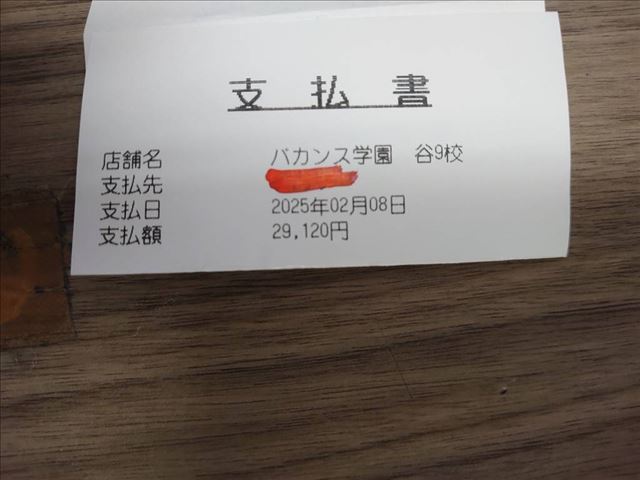 支払書
店舗名 バカンス学園 谷9校
支払先
支払日 2025年02月08日
支払額 29,120円